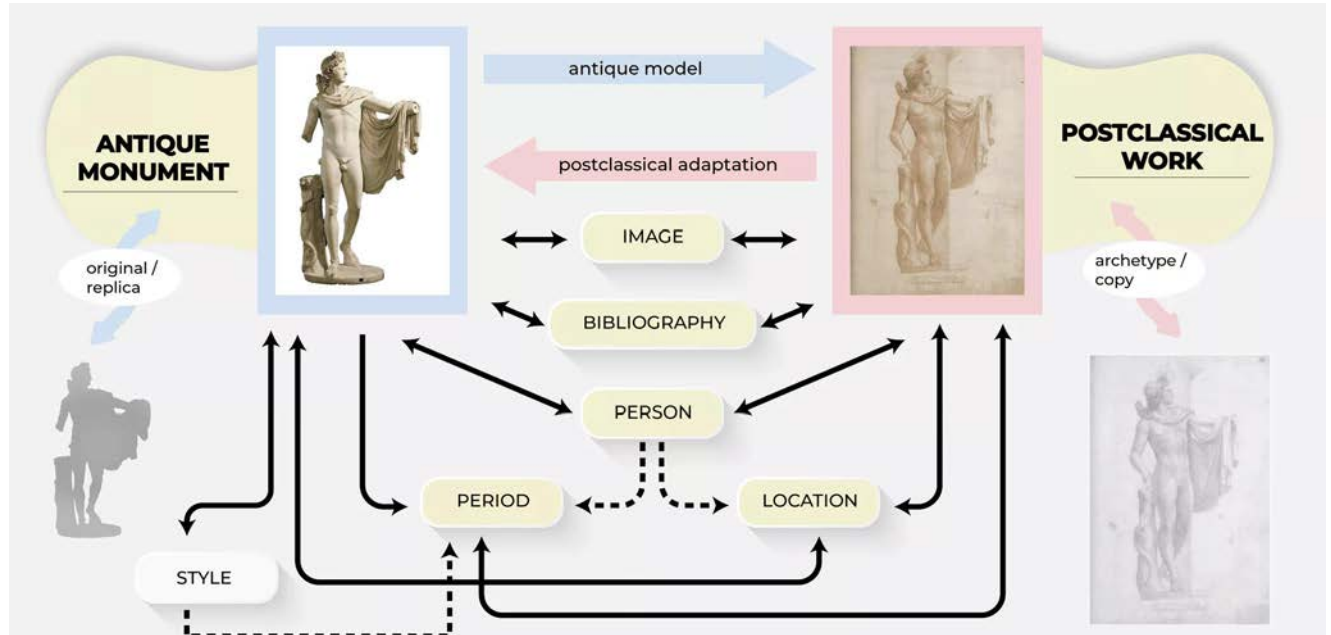 antique model
ANTIQUE
MONUMENT
POSTCLASSICAL
WORK
postclassical adaptation
IMAGE
original /
replica
archetype /
copy
BIBLIOGRAPHY
PERSON
PERIOD
LOCATION
STYLE